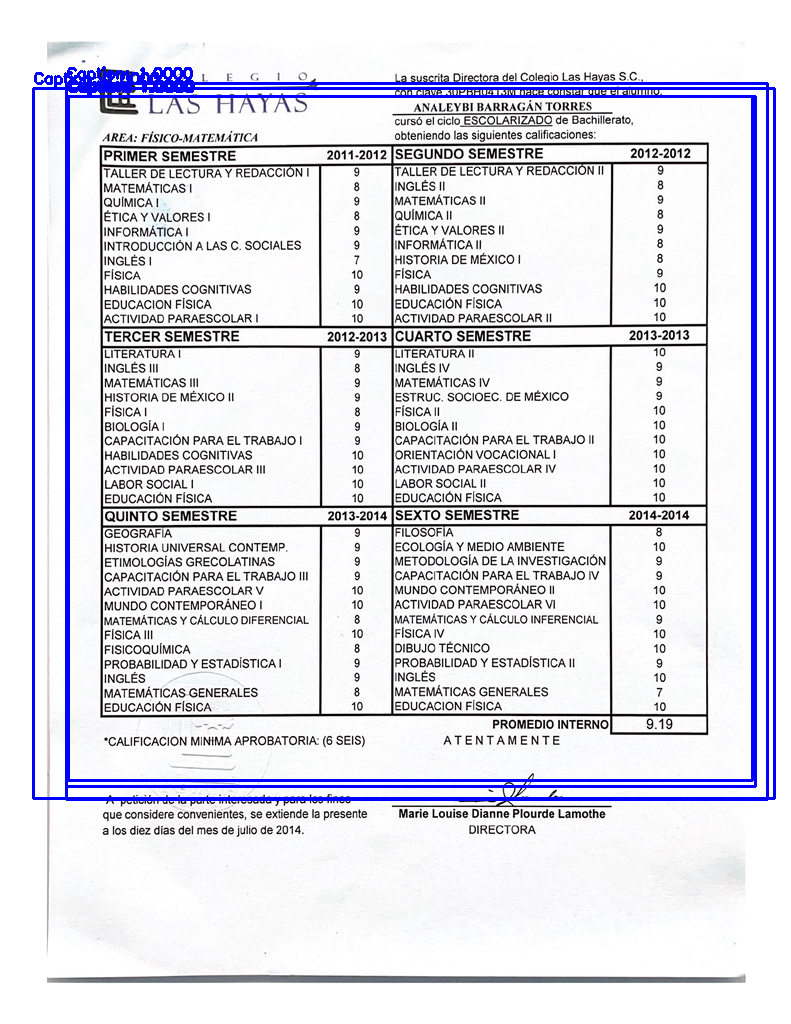 COLEGIO
LAS HAYAS
AREA: FÍSICO-MATEMÁTICA
La suscrita Directora del Colegio Las Hayas S.C.,
con clave 30PBH0413M hace constar que el alumno:
ANALEYBI BARRAGÁN TORRES
cursó el ciclo ESCOLARIZADO de Bachillerato,
obteniendo las siguientes calificaciones:
PRIMER SEMESTRE 2011-2012
TALLER DE LECTURA Y REDACCIÓN I 9
MATEMÁTICAS I 8
QUÍMICA I 9
ÉTICA Y VALORES I 8
INFORMÁTICA I 9
INTRODUCCIÓN A LAS C. SOCIALES 9
INGLÉS I 7
FÍSICA 10
HABILIDADES COGNITIVAS 9
EDUCACION FÍSICA 10
ACTIVIDAD PARAESCOLAR I 10
SEGUNDO SEMESTRE 2012-2012
TALLER DE LECTURA Y REDACCIÓN II 9
INGLÉS II 8
MATEMÁTICAS II 9
QUÍMICA II 8
ÉTICA Y VALORES II 9
INFORMÁTICA II 8
HISTORIA DE MÉXICO I 8
FÍSICA 9
HABILIDADES COGNITIVAS 10
EDUCACIÓN FÍSICA 10
ACTIVIDAD PARAESCOLAR II 10
TERCER SEMESTRE 2012-2013
LITERATURA I 9
INGLÉS III 8
MATEMÁTICAS III 9
HISTORIA DE MÉXICO II 9
FÍSICA I 8
BIOLOGÍA I 9
CAPACITACIÓN PARA EL TRABAJO I 9
HABILIDADES COGNITIVAS 10
ACTIVIDAD PARAESCOLAR III 10
LABOR SOCIAL I 10
EDUCACIÓN FÍSICA 10
CUARTO SEMESTRE 2013-2013
LITERATURA II 10
INGLÉS IV 9
MATEMÁTICAS IV 9
ESTRUC. SOCIOEC. DE MÉXICO 9
FÍSICA II 10
BIOLOGÍA II 10
CAPACITACIÓN PARA EL TRABAJO II 10
ORIENTACIÓN VOCACIONAL I 10
ACTIVIDAD PARAESCOLAR IV 10
LABOR SOCIAL II 10
EDUCACIÓN FÍSICA 10
QUINTO SEMESTRE 2013-2014
GEOGRAFÍA 9
HISTORIA UNIVERSAL CONTEMP. 9
ETIMOLOGÍAS GRECOLATINAS 9
CAPACITACIÓN PARA EL TRABAJO III 9
ACTIVIDAD PARAESCOLAR V 10
MUNDO CONTEMPORÁNEO I 10
MATEMÁTICAS Y CÁLCULO DIFERENCIAL 8
FÍSICA III 10
FISICOQUÍMICA 8
PROBABILIDAD Y ESTADÍSTICA I 9
INGLÉS 9
MATEMÁTICAS GENERALES 8
EDUCACIÓN FÍSICA 10
SEXTO SEMESTRE 2014-2014
FILOSOFÍA 8
ECOLOGÍA Y MEDIO AMBIENTE 10
METODOLOGÍA DE LA INVESTIGACIÓN 9
CAPACITACIÓN PARA EL TRABAJO IV 9
MUNDO CONTEMPORÁNEO II 10
ACTIVIDAD PARAESCOLAR VI 10
MATEMÁTICAS Y CÁLCULO INFERENCIAL 9
FÍSICA IV 10
DIBUJO TÉCNICO 10
PROBABILIDAD Y ESTADÍSTICA II 9
INGLÉS 10
MATEMÁTICAS GENERALES 7
EDUCACION FÍSICA 10
PROMEDIO INTERNO 9.19
*CALIFICACION MINIMA APROBATORIA: (6 SEIS)
ATENTAMENTE
A petición de la parte interesada y para los fines
que considere convenientes, se extiende la presente
a los diez días del mes de julio de 2014.
Marie Louise Dianne Plourde Lamothe
DIRECTORA